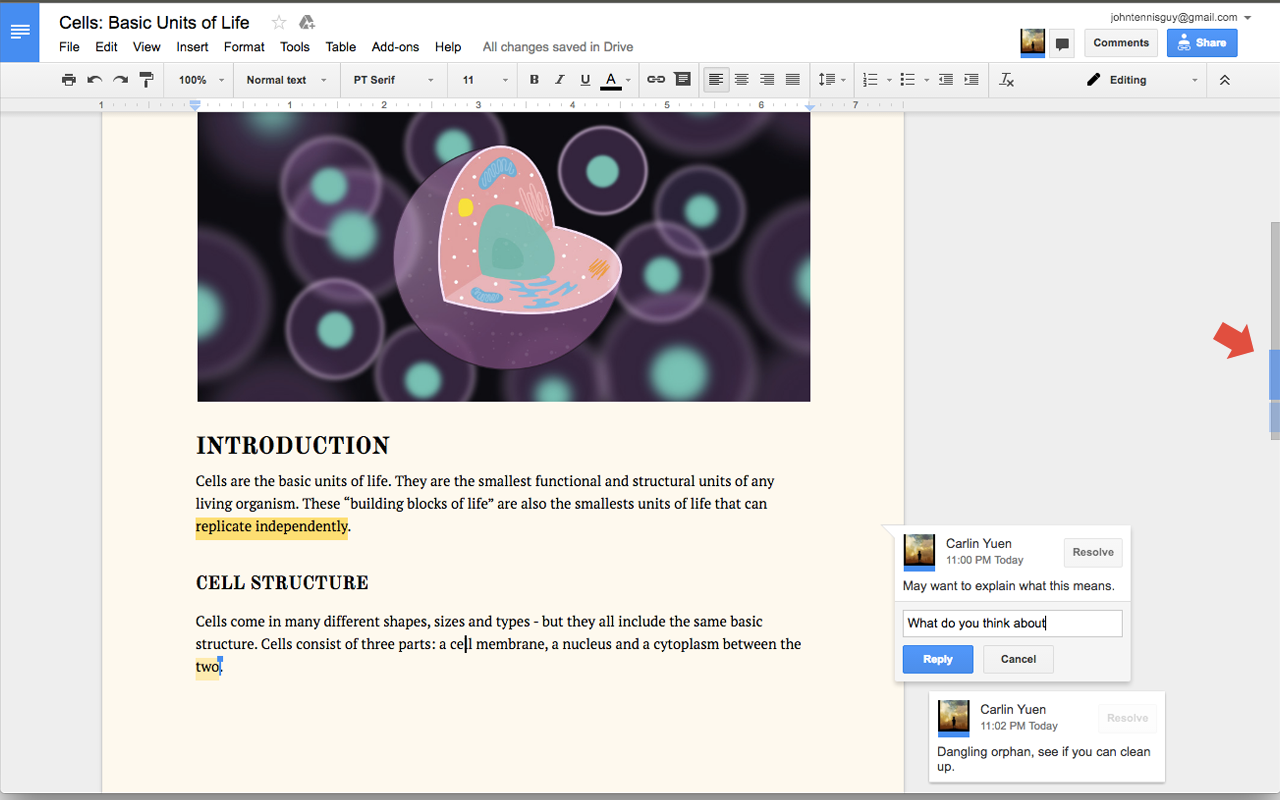 Cells: Basic Units of Life
johntennisguy@gmail.com
File Edit View Insert Format Tools Table Add-ons Help All changes saved in Drive
Comments Share
100% Normal text PT Serif 11 B I U A Editing
1 1 2 3 4 5 6 7
INTRODUCTION
Cells are the basic units of life. They are the smallest functional and structural units of any
living organism. These “building blocks of life” are also the smallests units of life that can
replicate independently.
CELL STRUCTURE
Cells come in many different shapes, sizes and types - but they all include the same basic
structure. Cells consist of three parts: a cell membrane, a nucleus and a cytoplasm between the
two.
Carlin Yuen
11:00 PM Today
Resolve
May want to explain what this means.
What do you think about
Reply Cancel
Carlin Yuen
11:02 PM Today
Resolve
Dangling orphan, see if you can clean
up.